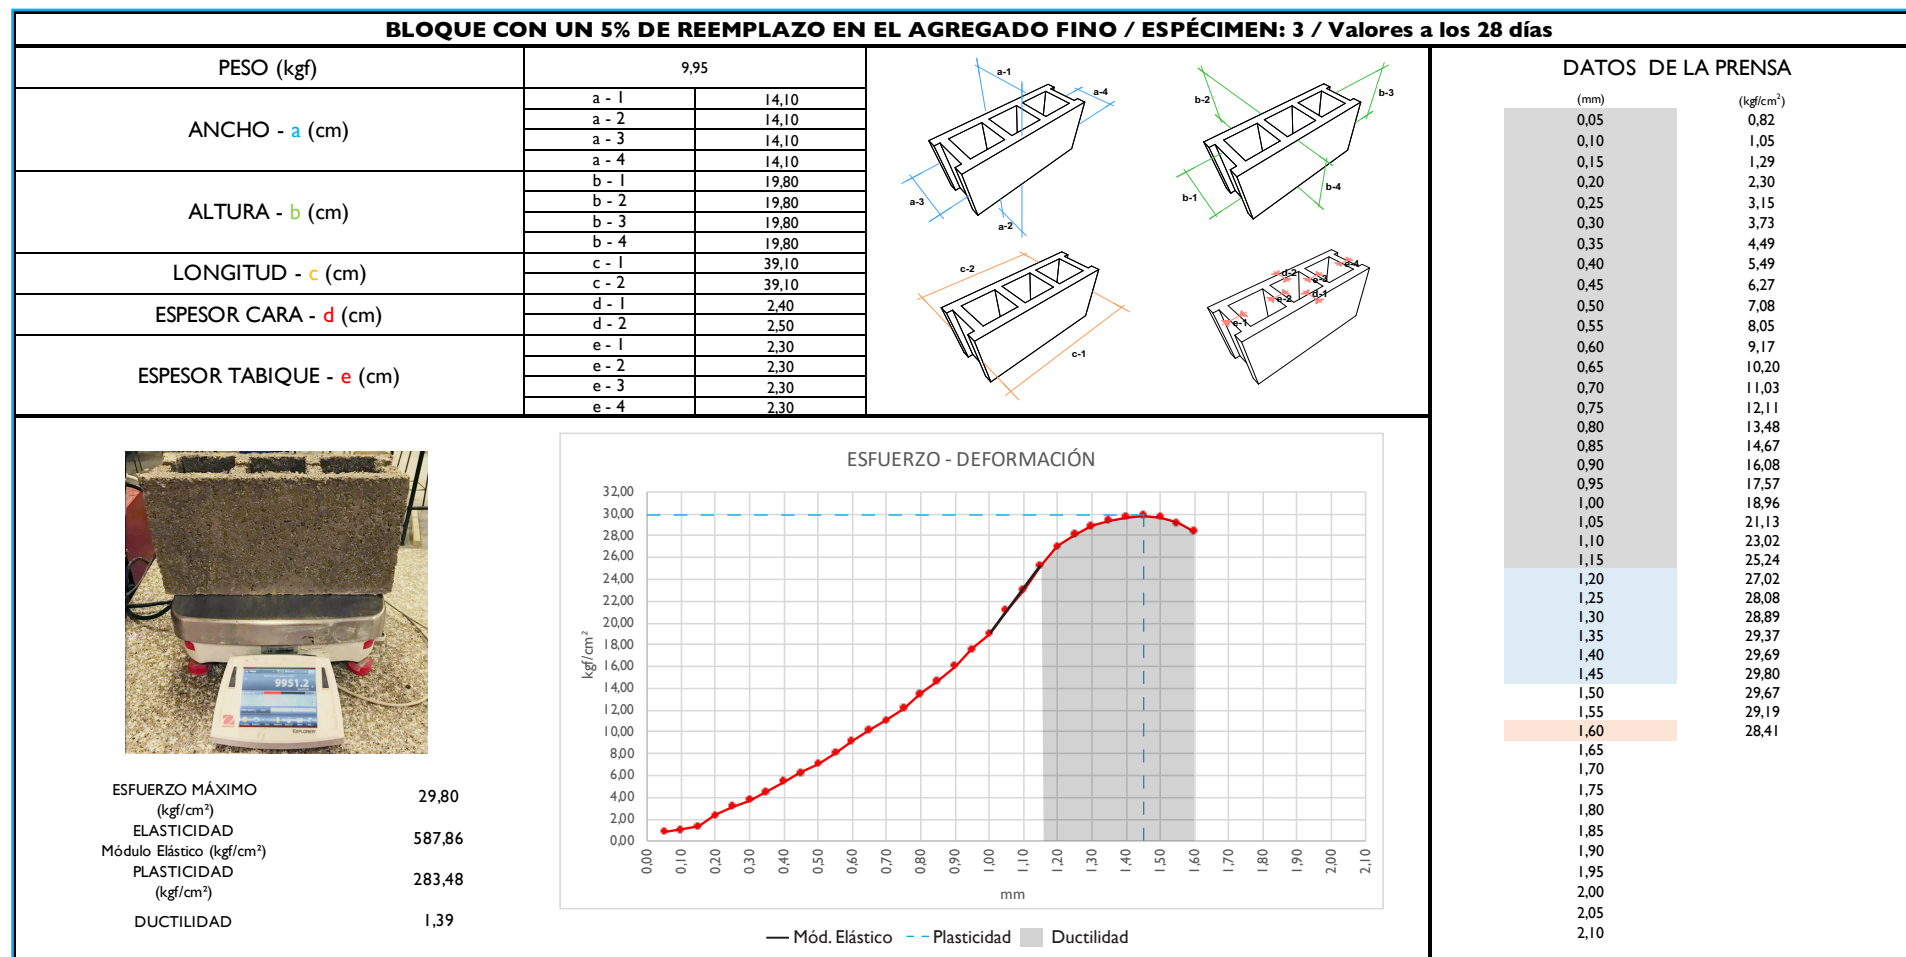 BLOQUE CON UN 5% DE REEMPLAZO EN EL AGREGADO FINO / ESPÉCIMEN: 3 / Valores a los 28 días
PESO (kgf) 9,95
ANCHO - a (cm)
a - 1 14,10
a - 2 14,10
a - 3 14,10
a - 4 14,10
ALTURA - b (cm)
b - 1 19,80
b - 2 19,80
b - 3 19,80
b - 4 19,80
LONGITUD - c (cm)
c - 1 39,10
c - 2 39,10
ESPESOR CARA - d (cm)
d - 1 2,40
d - 2 2,50
ESPESOR TABIQUE - e (cm)
e - 1 2,30
e - 2 2,30
e - 3 2,30
e - 4 2,30
a-1
a-4
a-3
a-2
b-2
b-3
b-1
b-4
c-2
c-1
d-2
e-4
e-3
e-2
d-1
e-1
DATOS DE LA PRENSA
(mm) (kgf/cm²)
0,05 0,82
0,10 1,05
0,15 1,29
0,20 2,30
0,25 3,15
0,30 3,73
0,35 4,49
0,40 5,49
0,45 6,27
0,50 7,08
0,55 8,05
0,60 9,17
0,65 10,20
0,70 11,03
0,75 12,11
0,80 13,48
0,85 14,67
0,90 16,08
0,95 17,57
1,00 18,96
1,05 21,13
1,10 23,02
1,15 25,24
1,20 27,02
1,25 28,08
1,30 28,89
1,35 29,37
1,40 29,69
1,45 29,80
1,50 29,67
1,55 29,19
1,60 28,41
1,65
1,70
1,75
1,80
1,85
1,90
1,95
2,00
2,05
2,10
9951.2
EXPLORER
ESFUERZO MÁXIMO
(kgf/cm²) 29,80
ELASTICIDAD
Módulo Elástico (kgf/cm²) 587,86
PLASTICIDAD
(kgf/cm²) 283,48
DUCTILIDAD 1,39
ESFUERZO - DEFORMACIÓN
32,00
30,00
28,00
26,00
24,00
22,00
20,00
18,00
16,00
14,00
12,00
10,00
8,00
6,00
4,00
2,00
0,00
kgf/cm²
0,00 0,10 0,20 0,30 0,40 0,50 0,60 0,70 0,80 0,90 1,00 1,10 1,20 1,30 1,40 1,50 1,60 1,70 1,80 1,90 2,00 2,10
mm
Mód. Elástico Plasticidad Ductilidad